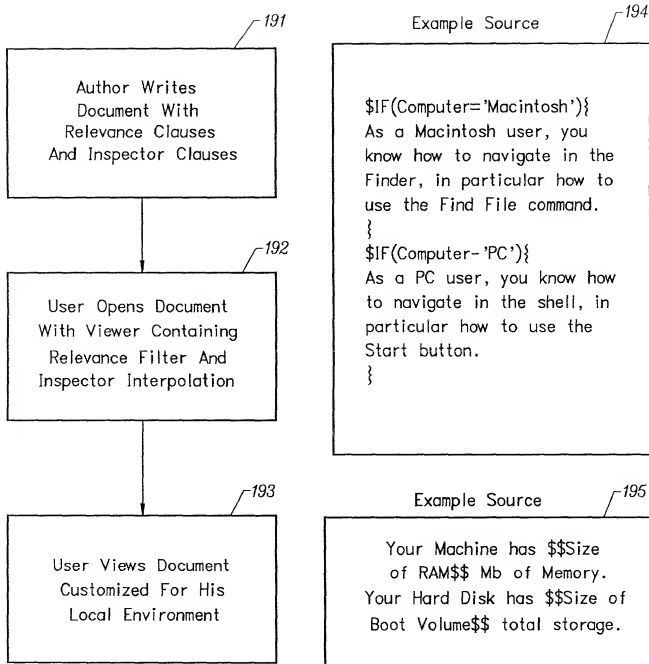 191
Author Writes
Document With
Relevance Clauses
And Inspector Clauses
192
User Opens Document
With Viewer Containing
Relevance Filter And
Inspector Interpolation
193
User Views Document
Customized For His
Local Environment
Example Source
194
$IF(Computer='Macintosh'){
As a Macintosh user, you
know how to navigate in the
Finder, in particular how to
use the Find File command.
}
$IF(Computer-'PC'){
As a PC user, you know how
to navigate in the shell, in
particular how to use the
Start button.
}
Example Source
195
Your Machine has $$Size
of RAM$$ Mb of Memory.
Your Hard Disk has $$Size of
Boot Volume$$ total storage.